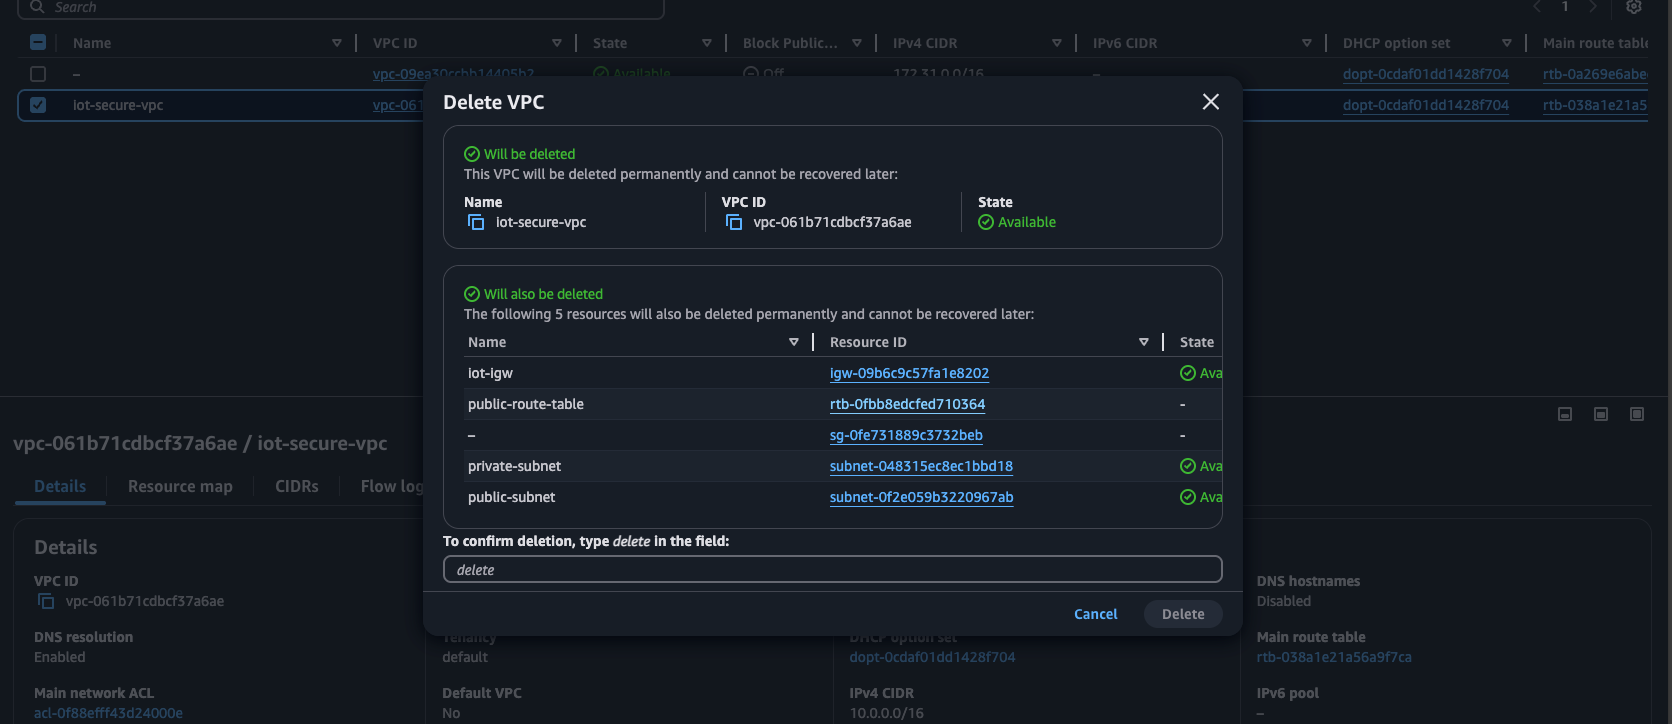 Search
1
Name VPC ID State Block Public... IPv4 CIDR IPv6 CIDR DHCP option set Main route table
– vpc-09ea30ccbb14405b2 Available Off 172.31.0.0/16 – dopt-0cdaf01dd1428f704 rtb-0a269e6abe
iot-secure-vpc vpc-061 dopt-0cdaf01dd1428f704 rtb-038a1e21a5
Delete VPC
Will be deleted
This VPC will be deleted permanently and cannot be recovered later:
Name VPC ID State
iot-secure-vpc vpc-061b71cdbcf37a6ae Available
Will also be deleted
The following 5 resources will also be deleted permanently and cannot be recovered later:
Name Resource ID State
iot-igw igw-09b6c9c57fa1e8202 Ava
public-route-table rtb-0fbb8edcfed710364 -
– sg-0fe731889c3732beb -
private-subnet subnet-048315ec8ec1bbd18 Ava
public-subnet subnet-0f2e059b3220967ab Ava
To confirm deletion, type delete in the field:
delete
Cancel Delete
vpc-061b71cdbcf37a6ae / iot-secure-vpc
Details Resource map CIDRs Flow log
Details
VPC ID
vpc-061b71cdbcf37a6ae
DNS hostnames
Disabled
DNS resolution
Enabled
Tenancy
default
DHCP option set
dopt-0cdaf01dd1428f704
Main route table
rtb-038a1e21a56a9f7ca
Main network ACL
acl-0f88efff43d24000e
Default VPC
No
IPv4 CIDR
10.0.0.0/16
IPv6 pool
–